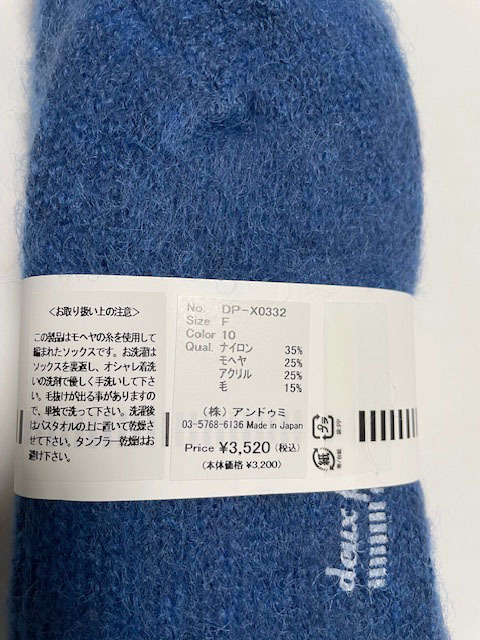 <お取り扱い上の注意>
この製品はモヘヤの糸を使用して
編まれたソックスです。お洗濯は
ソックスを裏返し、オシャレ着洗
いの洗剤で優しく手洗いして下さ
い。毛抜けが出る事があります
で、単独で洗って下さい。洗濯後
はバスタオルの上に置いて乾燥さ
せて下さい。タンブラー乾燥はお
避け下さい。
No. DP-X0332
Size F
Color 10
Qual. ナイロン 35%
モヘヤ 25%
アクリル 25%
毛 15%
(株) アンドゥミ
03-5768-6136 Made in Japan
Price ¥3,520 (税込)
(本体価格 ¥3,200)
プラ
袋:PP
紙
帯/台紙
deux